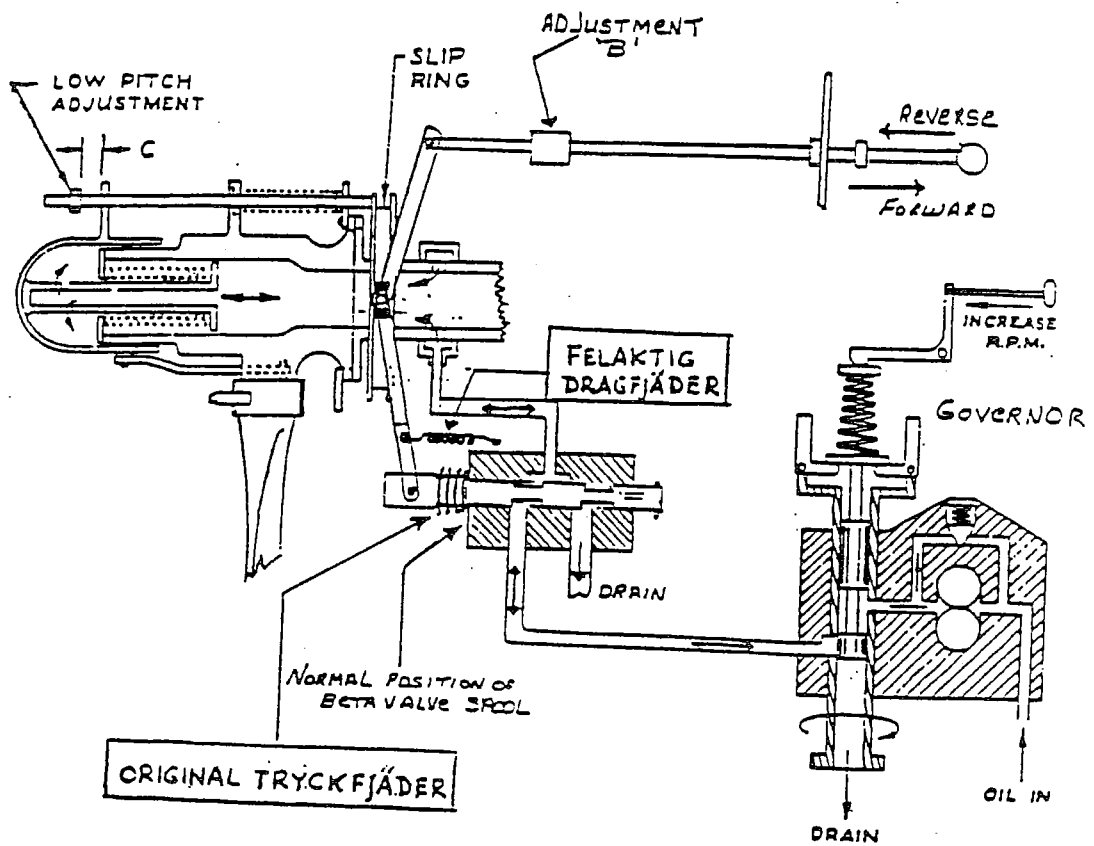 ADJUSTMENT
'B'
SLIP
RING
LOW PITCH
ADJUSTMENT
C
REVERSE
FORWARD
INCREASE
R.P.M.
FELAKTIG
DRAGFJÄDER
GOVERNOR
DRAIN
NORMAL POSITION OF
BETA VALVE SPOOL
ORIGINAL TRYCKFJÄDER
OIL IN
DRAIN